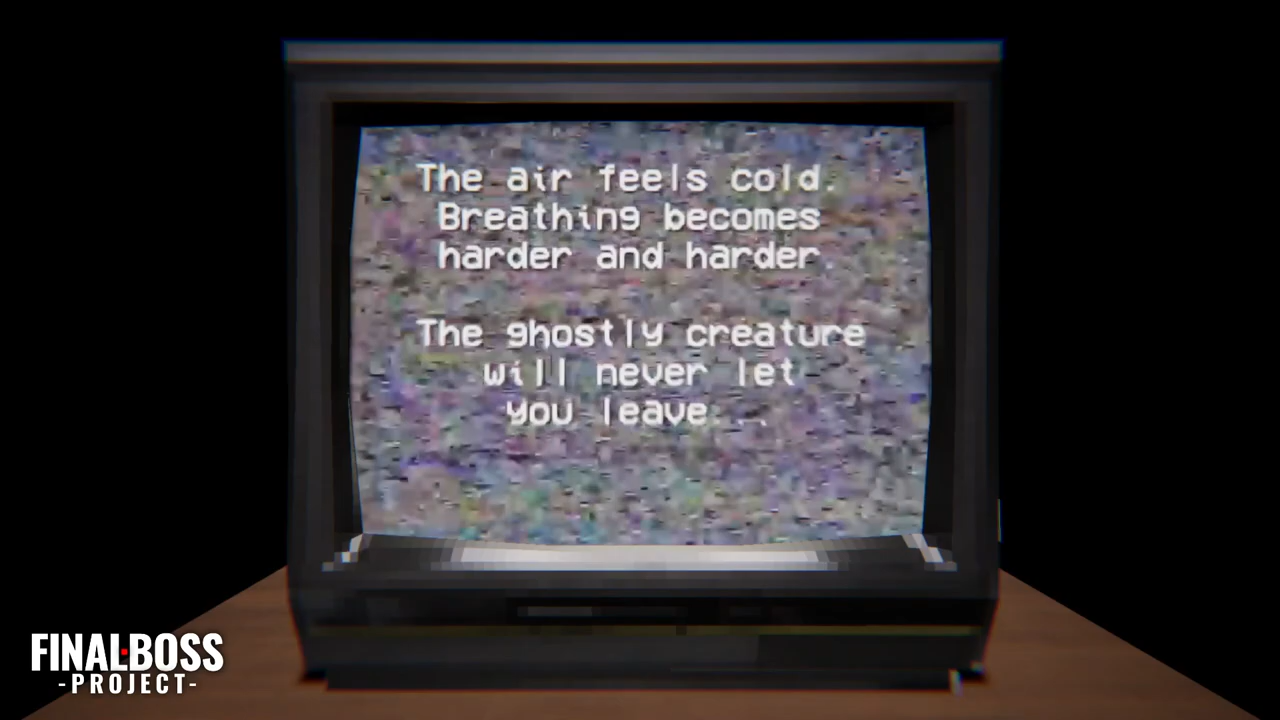 The air feels cold.
Breathing becomes
harder and harder.
The ghostly creature
will never let
you leave...
FINALBOSS
-PROJECT-